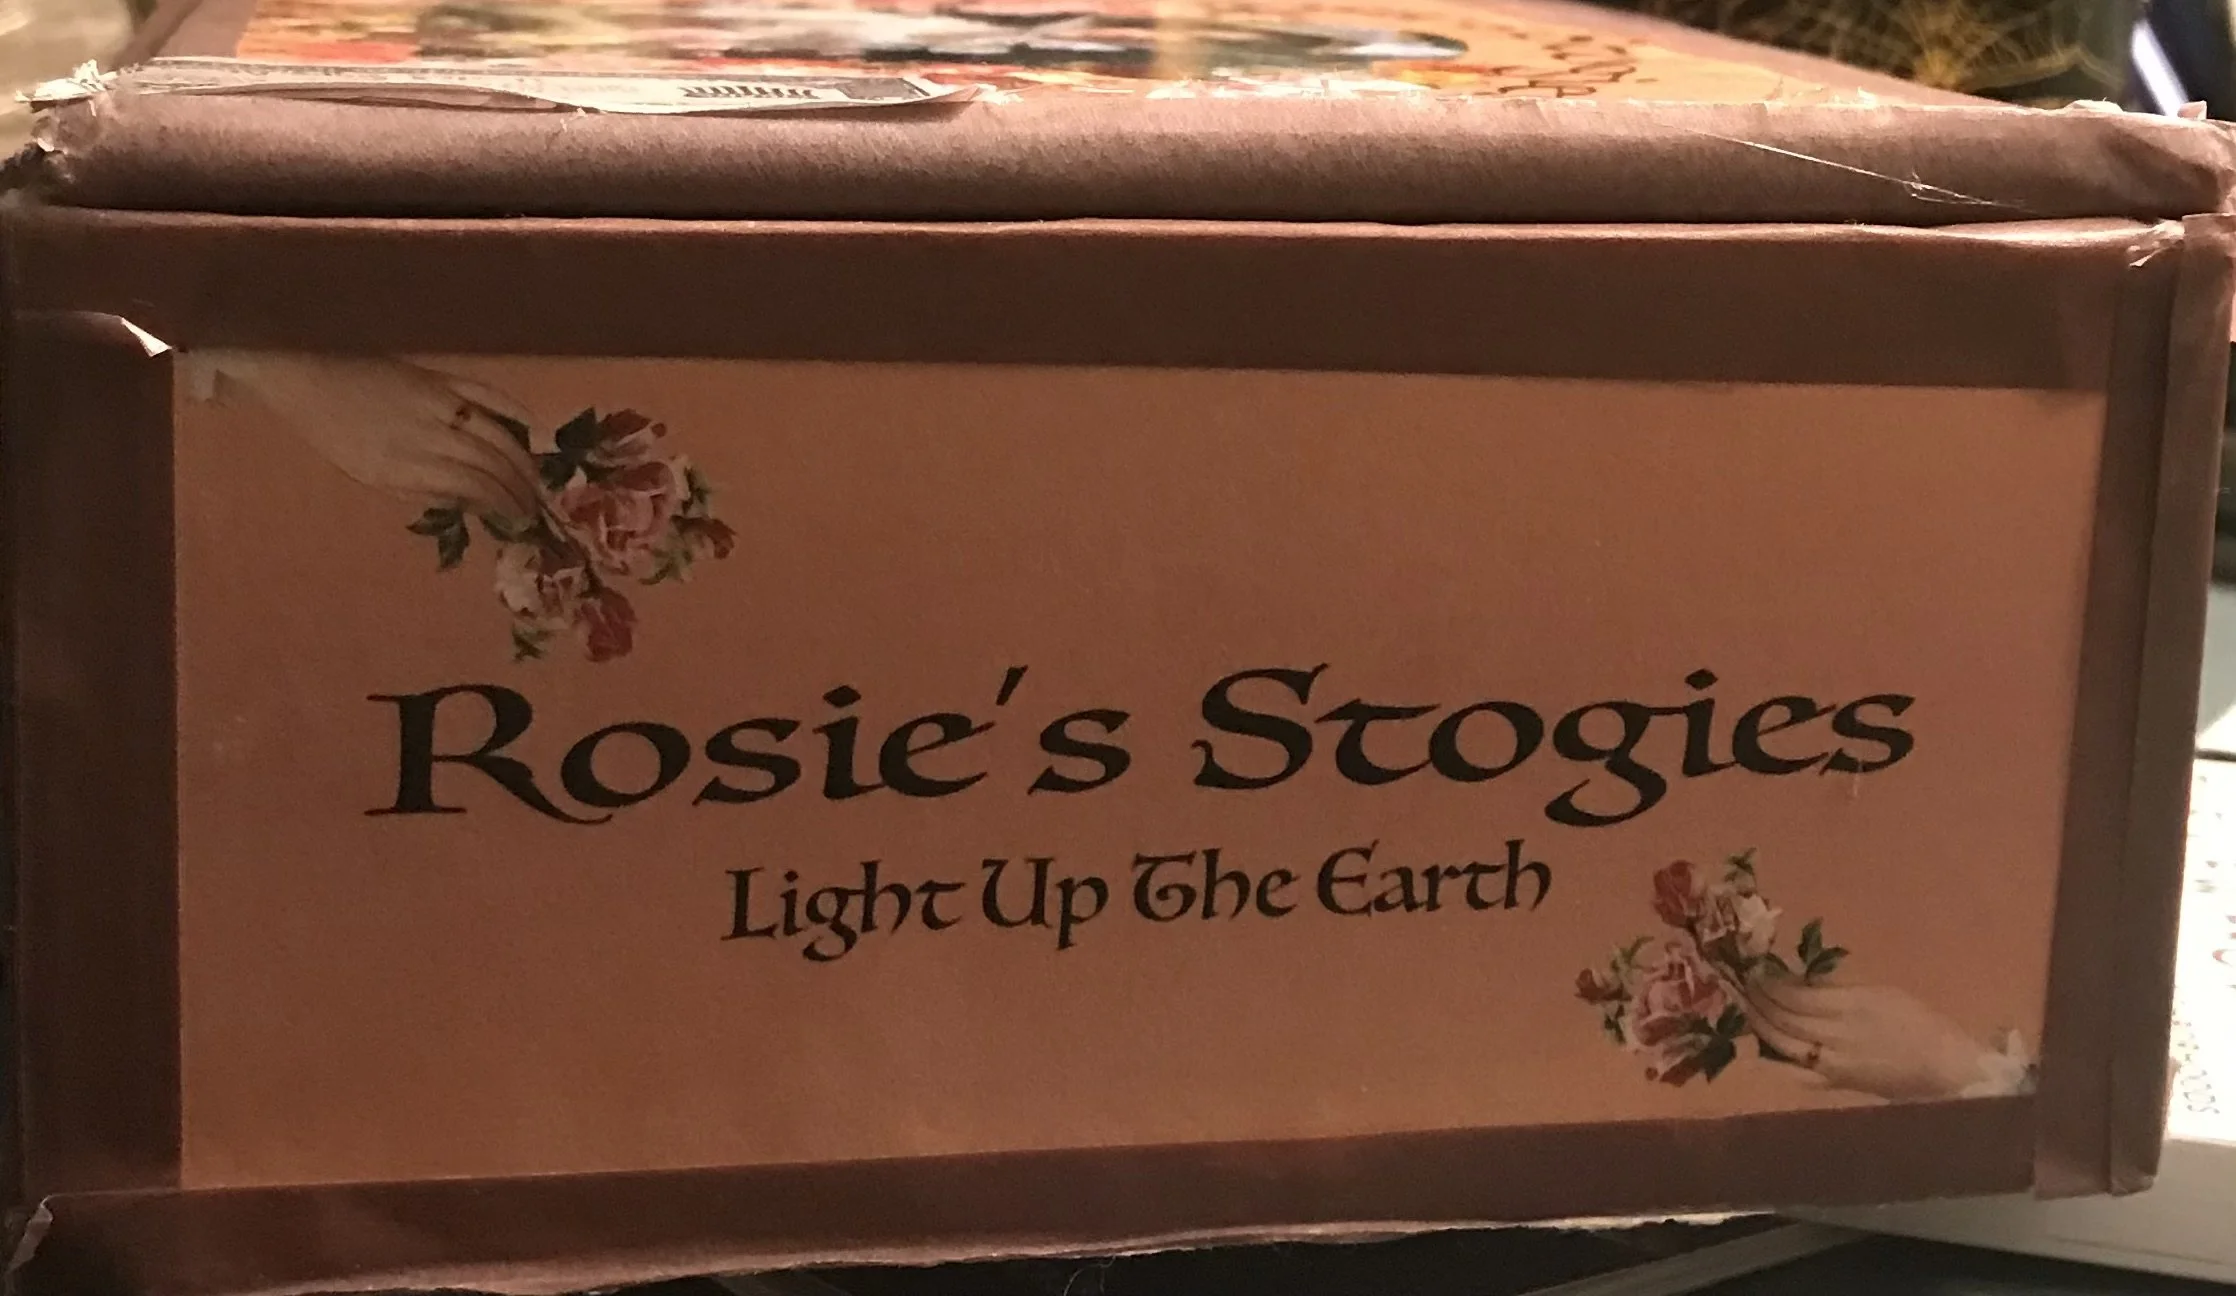 Rosie's Stogies
Light Up The Earth